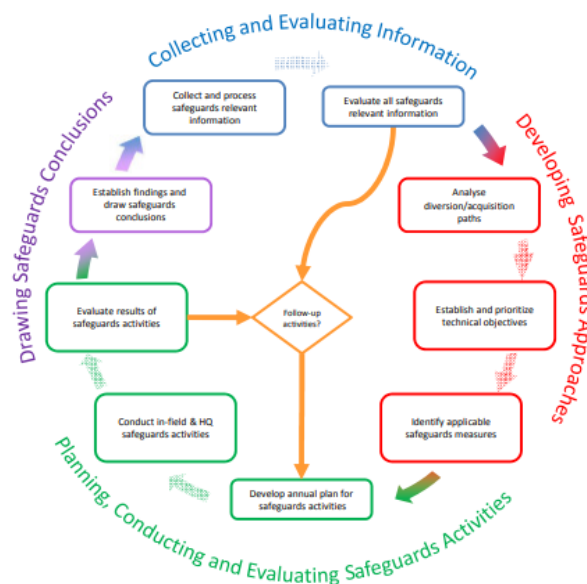 Collecting and Evaluating Information
Collect and process
safeguards relevant
information
Evaluate all safeguards
relevant information
Developing Safeguards Approaches
Analyse
diversion/acquisition
paths
Establish and prioritize
technical objectives
Identify applicable
safeguards measures
Planning, Conducting and Evaluating Safeguards Activities
Develop annual plan for
safeguards activities
Conduct in-field & HQ
safeguards activities
Evaluate results of
safeguards activities
Drawing Safeguards Conclusions
Establish findings and
draw safeguards
conclusions
Follow-up
activities?